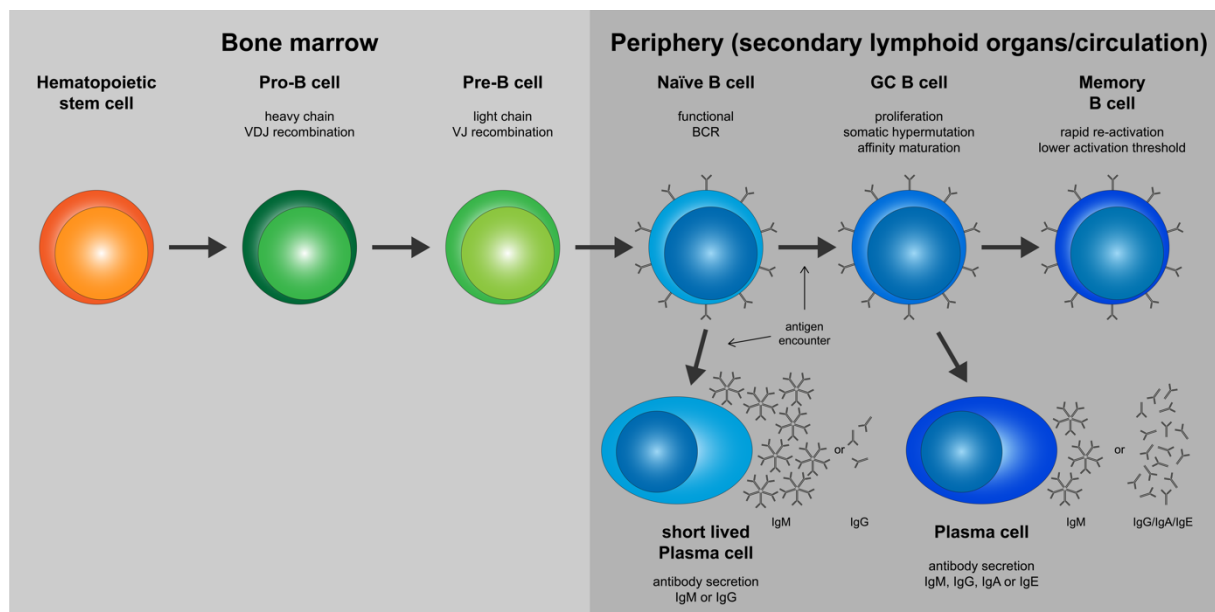 Bone marrow
Periphery (secondary lymphoid organs/circulation)
Hematopoietic
stem cell
Pro-B cell
heavy chain
VDJ recombination
Pre-B cell
light chain
VJ recombination
Naïve B cell
functional
BCR
GC B cell
proliferation
somatic hypermutation
affinity maturation
Memory
B cell
rapid re-activation
lower activation threshold
antigen
encounter
or
IgM
IgG
short lived
Plasma cell
antibody secretion
IgM or IgG
or
IgM
IgG/IgA/IgE
Plasma cell
antibody secretion
IgM, IgG, IgA or IgE